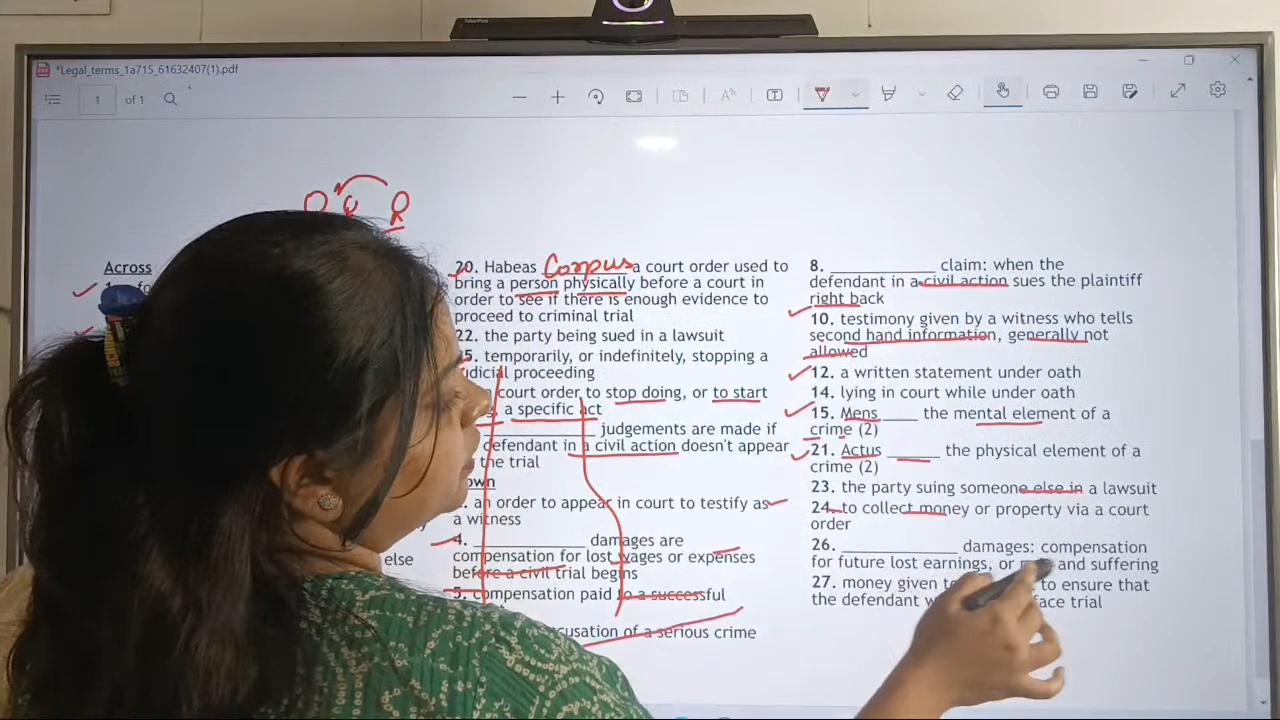 *Legal_terms_1a715_61632407(1).pdf
1 of 1
Across
else
20. Habeas Corpus a court order used to
bring a person physically before a court in
order to see if there is enough evidence to
proceed to criminal trial
22. the party being sued in a lawsuit
25. temporarily, or indefinitely, stopping a
judicial proceeding
court order to stop doing, or to start
a specific act
____________ judgements are made if
defendant in a civil action doesn't appear
the trial
an order to appear in court to testify as
a witness
4. ____________ damages are
compensation for lost wages or expenses
before a civil trial begins
5. compensation paid to a successful
accusation of a serious crime
8. ____________ claim: when the
defendant in a civil action sues the plaintiff
right back
10. testimony given by a witness who tells
second hand information, generally not
allowed
12. a written statement under oath
14. lying in court while under oath
15. Mens ____ the mental element of a
crime (2)
21. Actus ______ the physical element of a
crime (2)
23. the party suing someone else in a lawsuit
24. to collect money or property via a court
order
26. ____________ damages: compensation
for future lost earnings, or and suffering
27. money given to ensure that
the defendant face trial